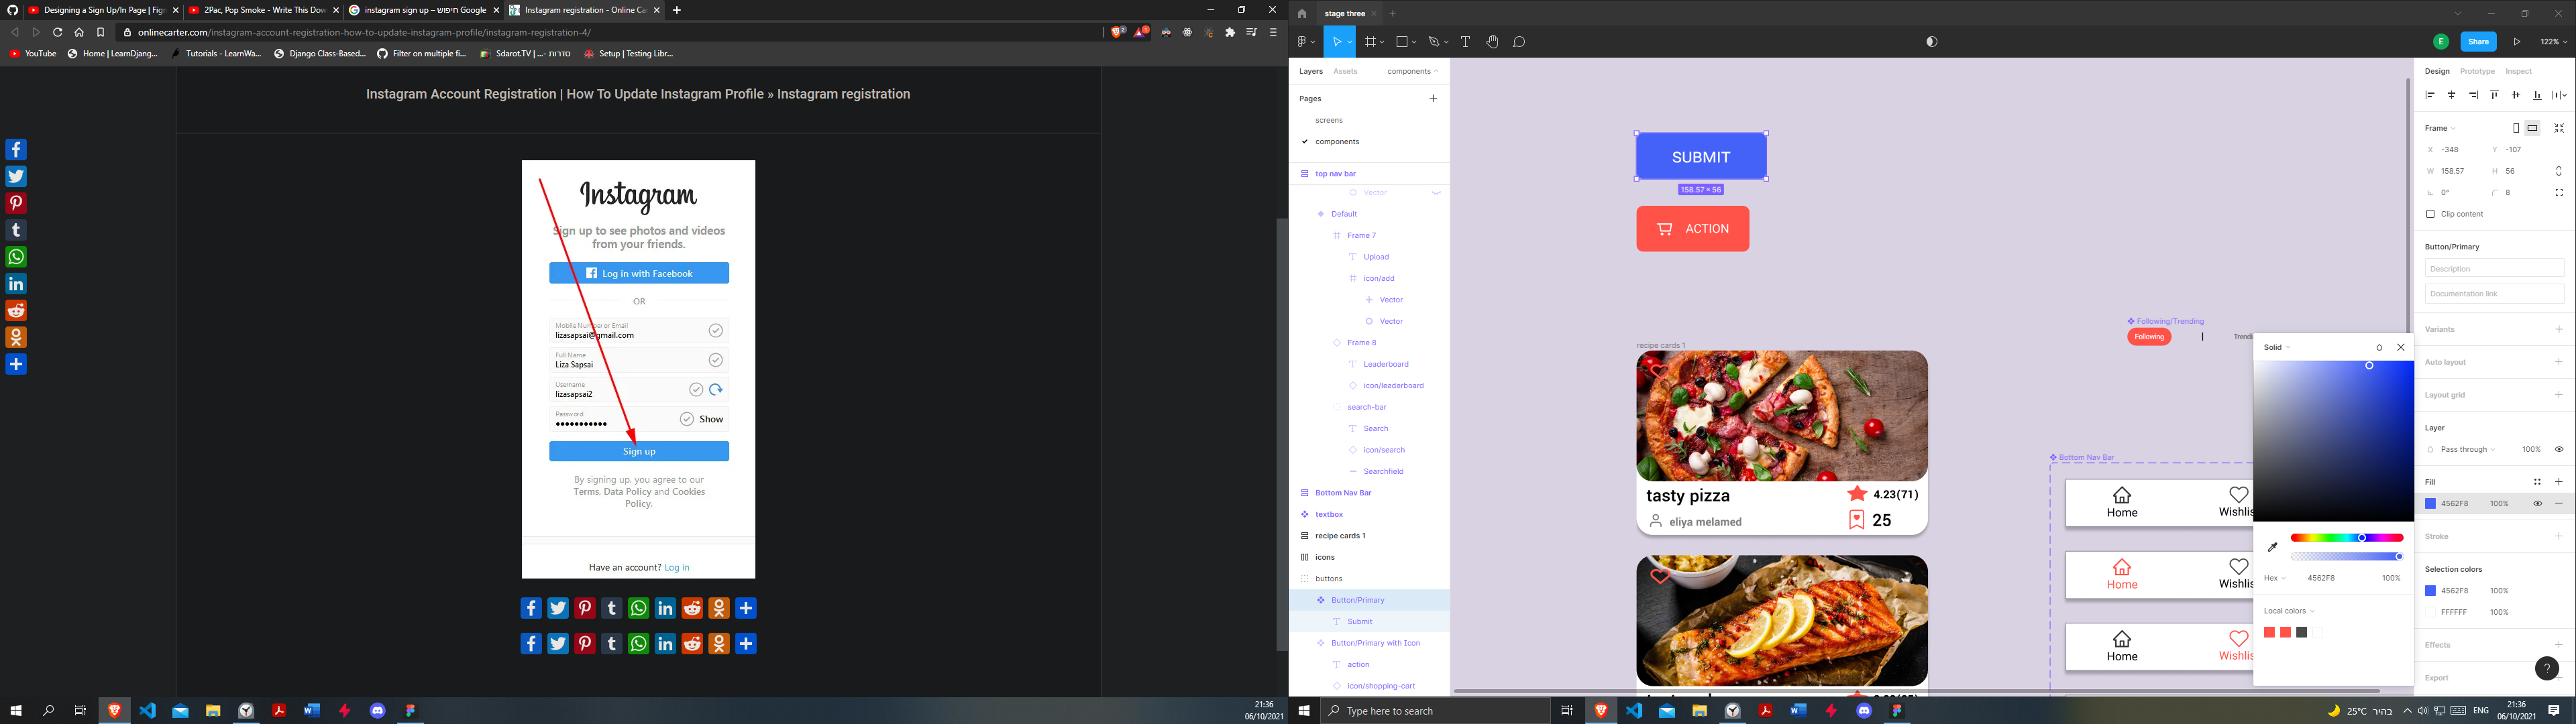 Designing a Sign Up/In Page | Figm
2Pac, Pop Smoke - Write This Dow
instagram sign up – חיפוש Google
Instagram registration - Online Ca
onlinecarter.com/instagram-account-registration-how-to-update-instagram-profile/instagram-registration-4/
YouTube
Home | LearnDjang...
Tutorials - LearnWa...
Django Class-Based...
Filter on multiple fi...
Sdarot.TV | ...- סדרות
Setup | Testing Libr...
Instagram Account Registration | How To Update Instagram Profile » Instagram registration
Instagram
Sign up to see photos and videos
from your friends.
Log in with Facebook
OR
Mobile Number or Email
lizasapsai@gmail.com
Full Name
Liza Sapsai
Username
lizasapsai2
Password
Show
Sign up
By signing up, you agree to our
Terms, Data Policy and Cookies
Policy.
Have an account? Log in
21:36
06/10/2021
stage three
E
Share
122%
Layers
Assets
components
Pages
screens
components
top nav bar
Vector
Default
Frame 7
Upload
icon/add
Vector
Vector
Frame 8
Leaderboard
icon/leaderboard
search-bar
Search
icon/search
Searchfield
Bottom Nav Bar
textbox
recipe cards 1
icons
buttons
Button/Primary
Submit
Button/Primary with Icon
action
icon/shopping-cart
SUBMIT
158.57 × 56
ACTION
recipe cards 1
tasty pizza
4.23(71)
eliya melamed
25
Following/Trending
Following
Trendi
Bottom Nav Bar
Home
Wishlis
Home
Wishlis
Home
Wishlis
Solid
Hex
4562F8
100%
Local colors
Design
Prototype
Inspect
Frame
X -348
Y -107
W 158.57
H 56
0°
8
Clip content
Button/Primary
Description
Documentation link
Variants
Auto layout
Layout grid
Layer
Pass through
100%
Fill
4562F8
100%
Stroke
Selection colors
4562F8
100%
FFFFFF
100%
Effects
Export
?
Type here to search
25°C בהיר
ENG
21:36
06/10/2021